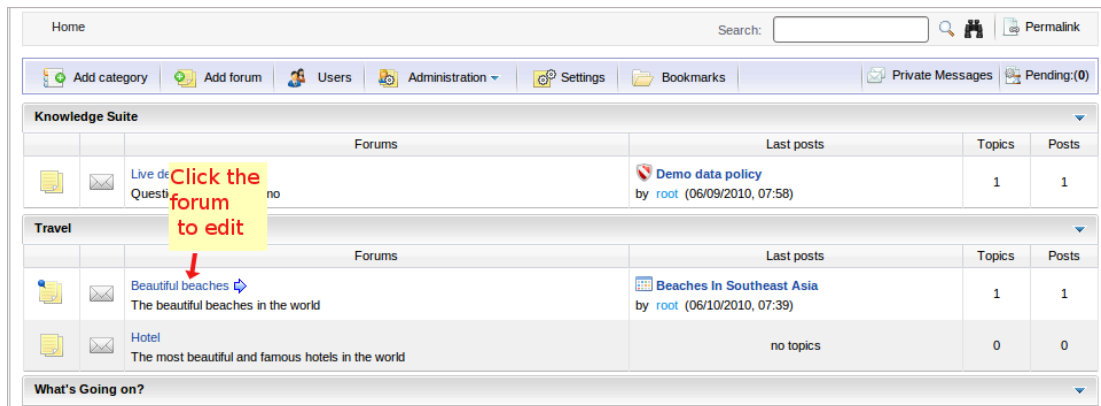 Home Search: Permalink
Add category Add forum Users Administration Settings Bookmarks Private Messages Pending:(0)
Knowledge Suite
Forums Last posts Topics Posts
Live de
Questi no
Demo data policy
by root (06/09/2010, 07:58)
1 1
Click the
forum
to edit
Travel
Forums Last posts Topics Posts
Beautiful beaches
The beautiful beaches in the world
Beaches In Southeast Asia
by root (06/10/2010, 07:39)
1 1
Hotel
The most beautiful and famous hotels in the world
no topics 0 0
What's Going on?